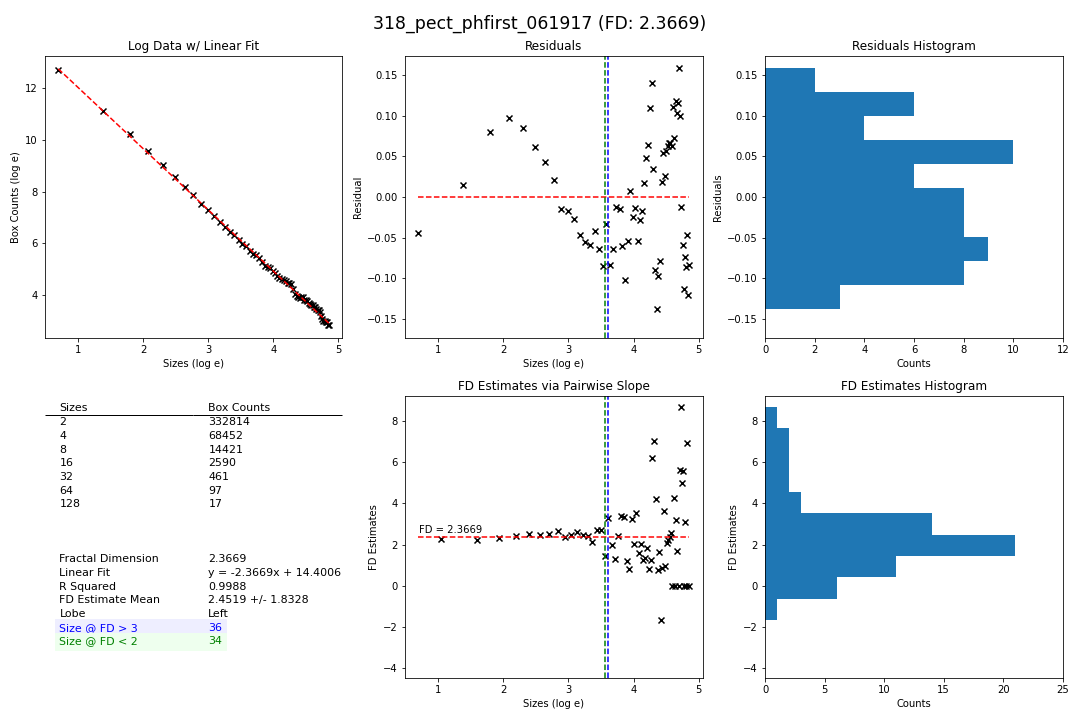 318_pect_phfirst_061917 (FD: 2.3669)
Log Data w/ Linear Fit
Box Counts (log e)
12
10
8
6
4
1 2 3 4 5
Sizes (log e)
Residuals
Residual
0.15
0.10
0.05
0.00
−0.05
−0.10
−0.15
1 2 3 4 5
Sizes (log e)
Residuals Histogram
Residuals
0.15
0.10
0.05
0.00
−0.05
−0.10
−0.15
0 2 4 6 8 10 12
Counts
Sizes Box Counts
2 332814
4 68452
8 14421
16 2590
32 461
64 97
128 17
Fractal Dimension 2.3669
Linear Fit y = -2.3669x + 14.4006
R Squared 0.9988
FD Estimate Mean 2.4519 +/- 1.8328
Lobe Left
Size @ FD > 3 36
Size @ FD < 2 34
FD Estimates via Pairwise Slope
FD Estimates
8
6
4
2
0
−2
−4
FD = 2.3669
1 2 3 4 5
Sizes (log e)
FD Estimates Histogram
FD Estimates
8
6
4
2
0
−2
−4
0 5 10 15 20 25
Counts